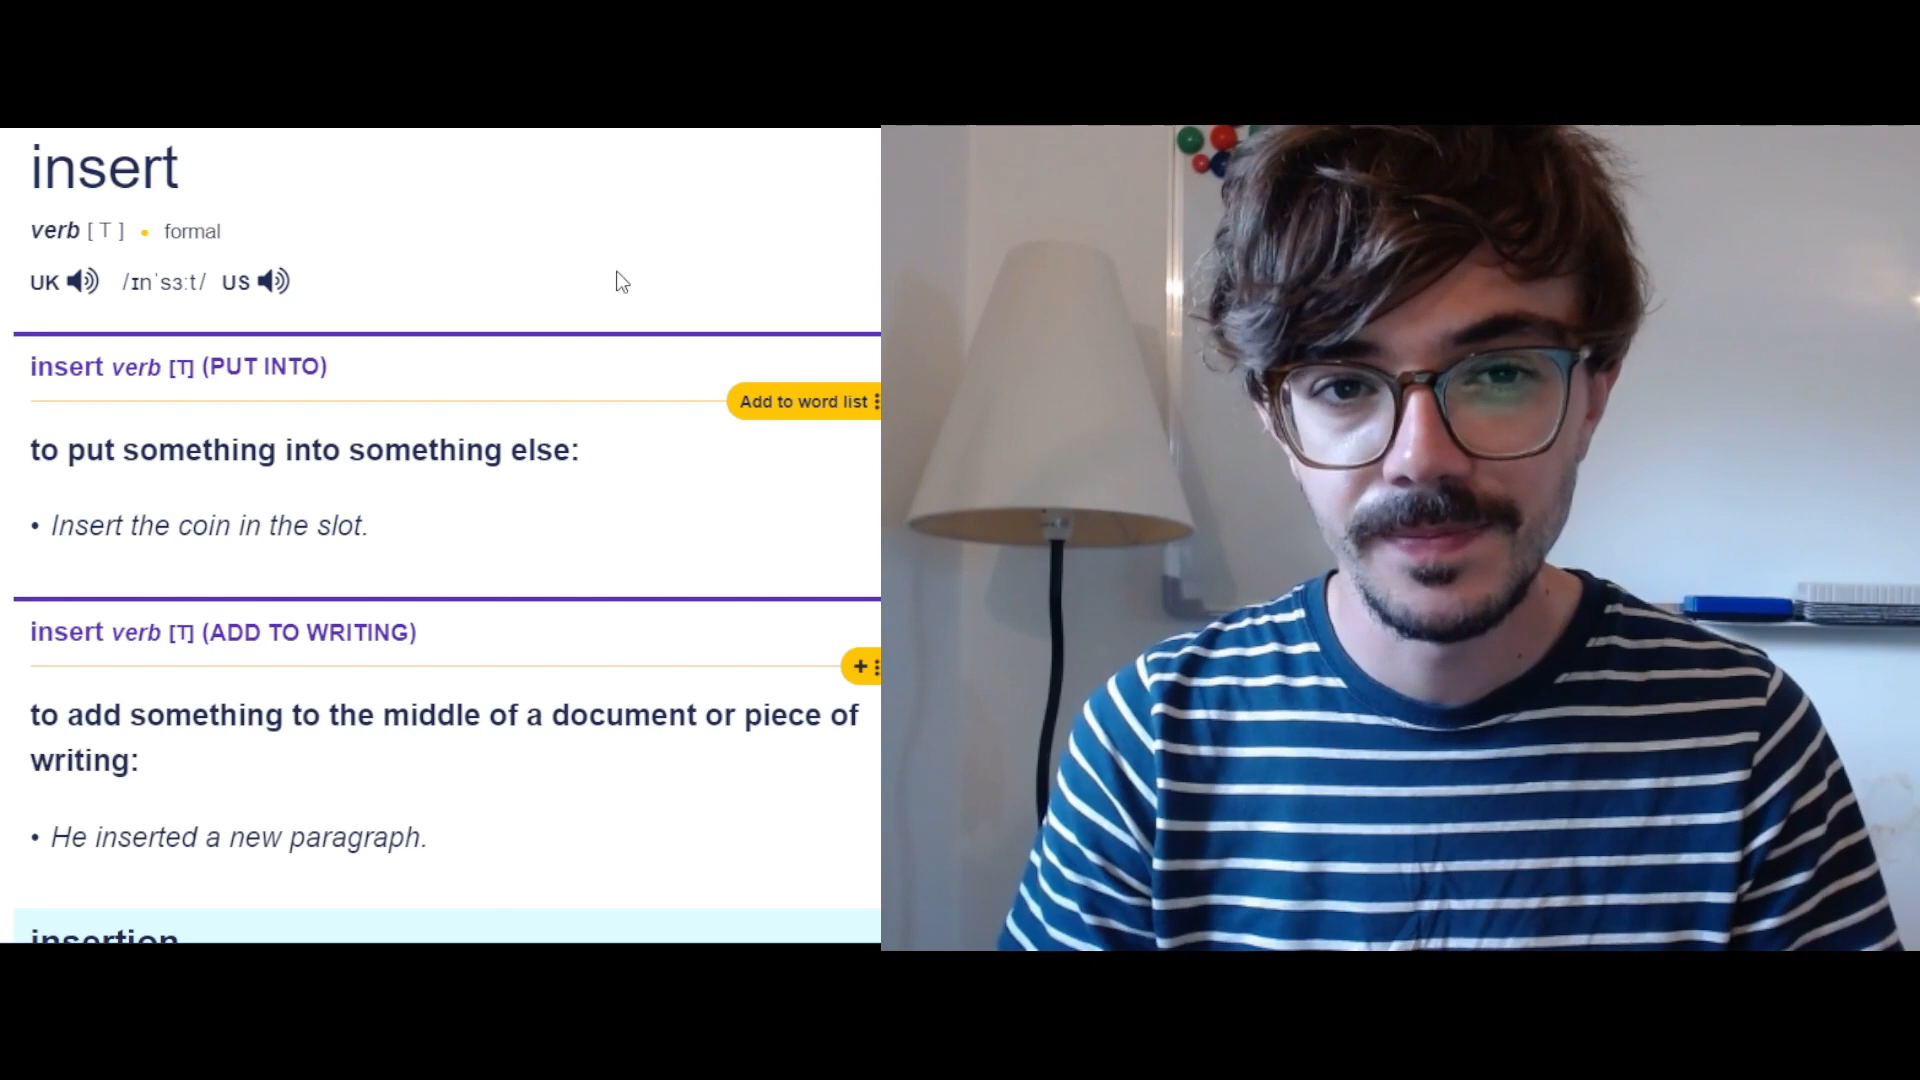 insert
verb [ T ] • formal
UK /ɪnˈsɜːt/ US
insert verb [T] (PUT INTO)
Add to word list
to put something into something else:
• Insert the coin in the slot.
insert verb [T] (ADD TO WRITING)
+
to add something to the middle of a document or piece of
writing:
• He inserted a new paragraph.
insertion